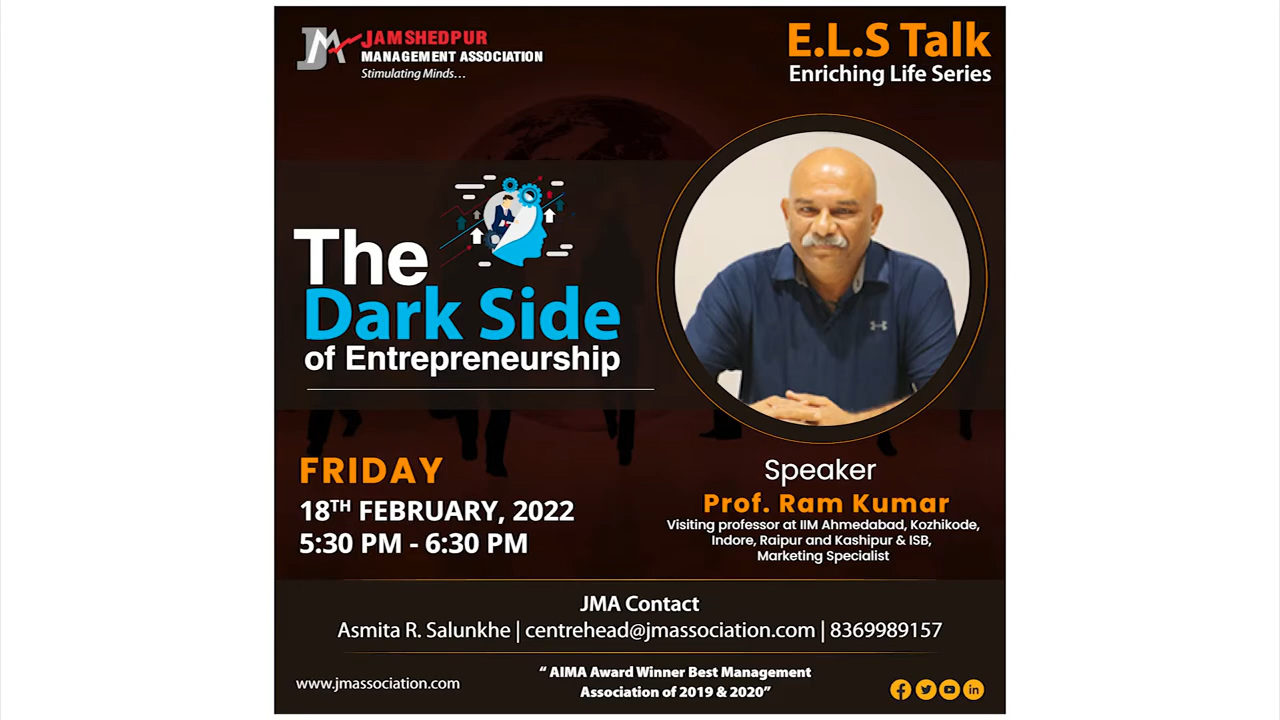 JAMSHEDPUR
MANAGEMENT ASSOCIATION
Stimulating Minds...
E.L.S Talk
Enriching Life Series
The
Dark Side
of Entrepreneurship
FRIDAY
18TH FEBRUARY, 2022
5:30 PM - 6:30 PM
Speaker
Prof. Ram Kumar
Visiting professor at IIM Ahmedabad, Kozhikode,
Indore, Raipur and Kashipur & ISB,
Marketing Specialist
JMA Contact
Asmita R. Salunkhe | centrehead@jmassociation.com | 8369989157
www.jmassociation.com
“ AIMA Award Winner Best Management
Association of 2019 & 2020”